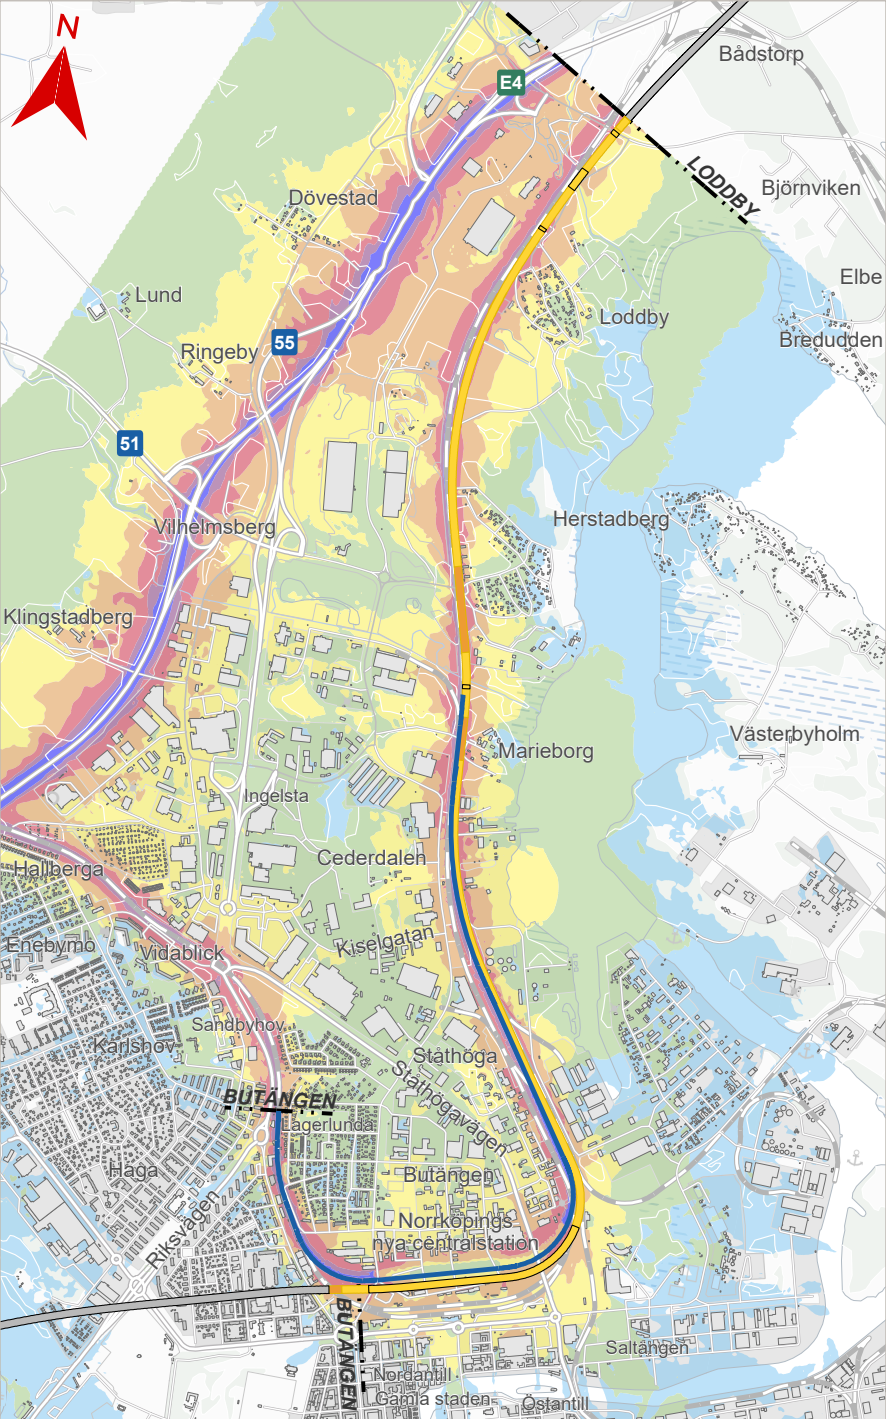 N
Bådstorp
E4
LODDBY
Björnviken
Dövestad
Elbe
Lund
Loddby
Bredudden
55
Ringeby
51
Herstadberg
Vilhelmsberg
Klingstadberg
Västerbyholm
Marieborg
Ingelsta
Cederdalen
Hallberga
Kiselgatan
Enebymo
Vidablick
Sandbyhov
Karlshov
Ståthöga
Ståthögavägen
BUTÄNGEN
Lagerlunda
Haga
Butängen
Riksvägen
Norrköpings
nya centralstation
BUTÄNGEN
Saltängen
Nordantill
Gamla staden
Östantill